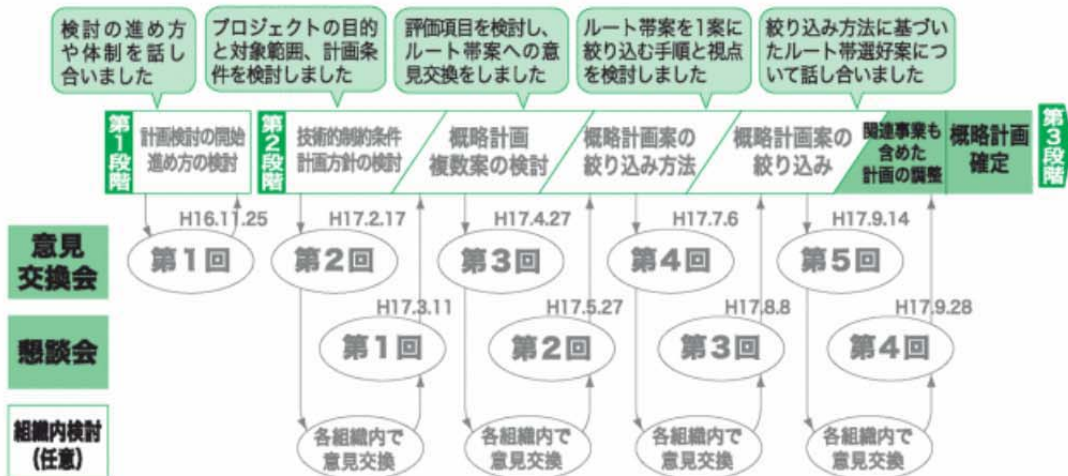 検討の進め方
や体制を話し
合いました
プロジェクトの目的
と対象範囲、計画条
件を検討しました
評価項目を検討し、
ルート帯案への意
見交換をしました
ルート帯案を1案に
絞り込む手順と視点
を検討しました
絞り込み方法に基づい
たルート帯選好案につ
いて話し合いました
第1段階
計画検討の開始
進め方の検討
第2段階
技術的制約条件
計画方針の検討
概略計画
複数案の検討
概略計画案の
絞り込み方法
概略計画案の
絞り込み
関連事業も
含めた
計画の調整
概略計画
確定
第3段階
意見
交換会
H16.11.25
第1回
H17.2.17
第2回
H17.4.27
第3回
H17.7.6
第4回
H17.9.14
第5回
懇談会
H17.3.11
第1回
H17.5.27
第2回
H17.8.8
第3回
H17.9.28
第4回
組織内検討
(任意)
各組織内で
意見交換
各組織内で
意見交換
各組織内で
意見交換
各組織内で
意見交換